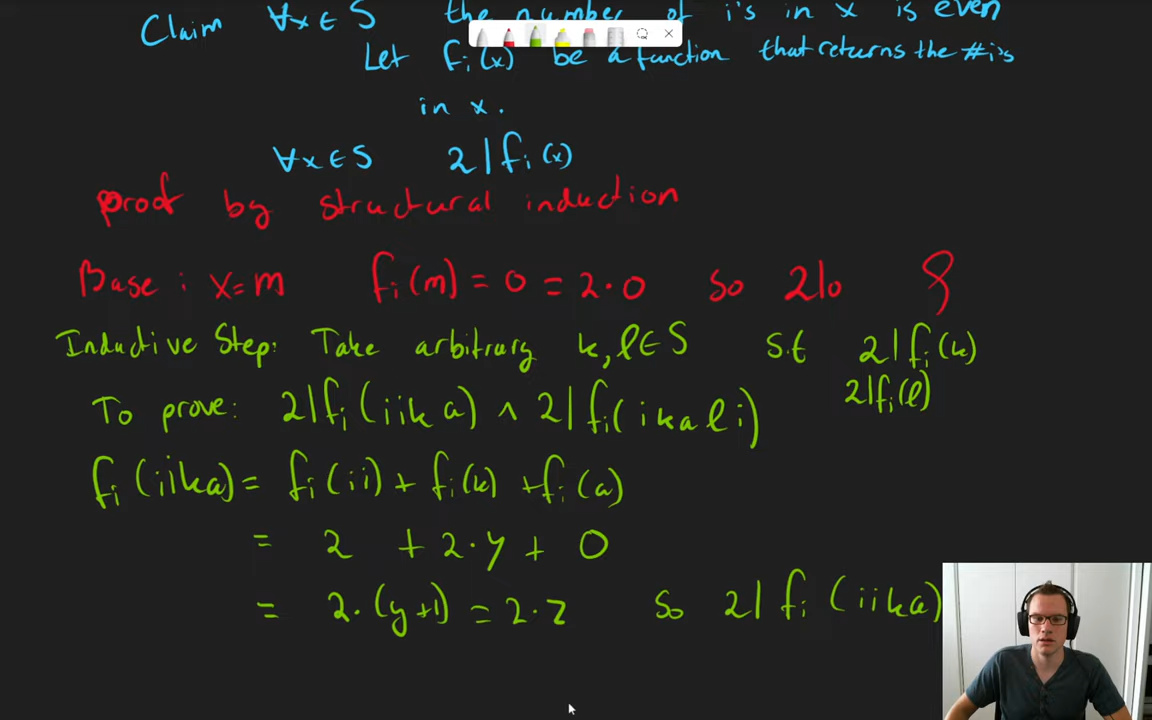 Claim ∀x∈S the number of i's in x is even
Let fᵢ(x) be a function that returns the #i's
in x.
∀x∈S 2|fᵢ(x)
proof by structural induction
Base: x=m fᵢ(m) = 0 = 2·0 so 2|0
Inductive Step: Take arbitrary k,ℓ∈S s.t 2|fᵢ(k)
2|fᵢ(ℓ)
To prove: 2|fᵢ(iika) ∧ 2|fᵢ(ikaℓi)
fᵢ(iika) = fᵢ(ii) + fᵢ(k) + fᵢ(a)
= 2 + 2·y + 0
= 2·(y+1) = 2·z so 2|fᵢ(iika)